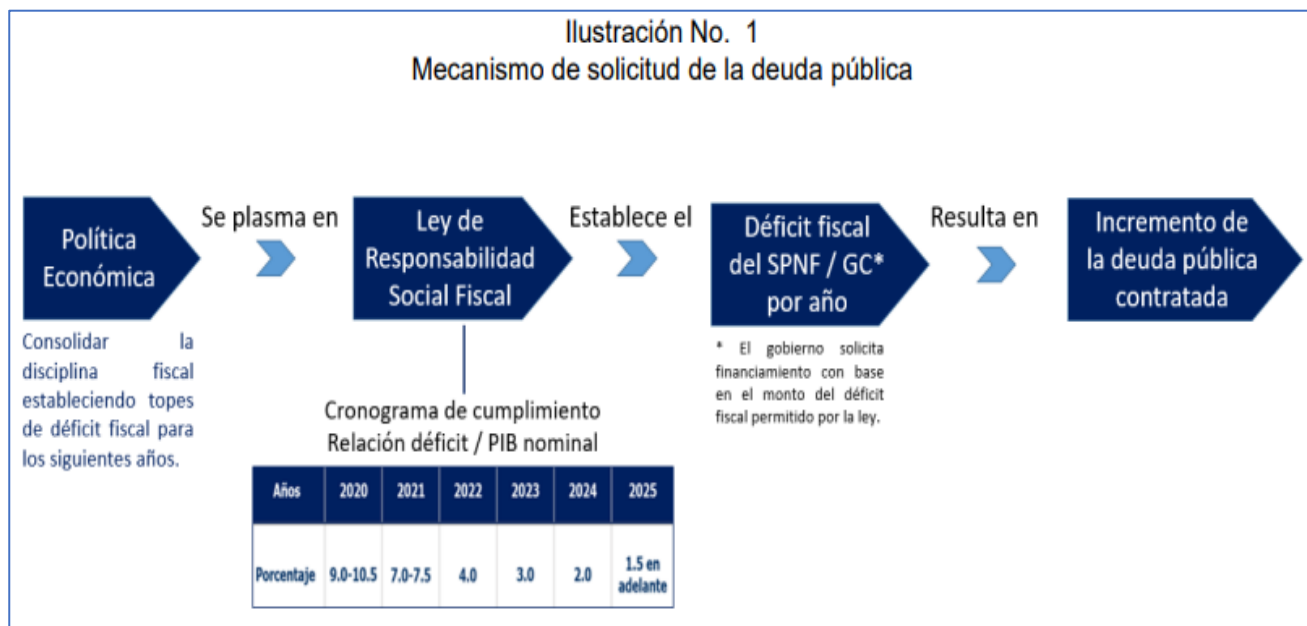 Ilustración No. 1
Mecanismo de solicitud de la deuda pública
Política
Económica
Se plasma en
Ley de
Responsabilidad
Social Fiscal
Establece el
Déficit fiscal
del SPNF / GC*
por año
Resulta en
Incremento de
la deuda pública
contratada
Consolidar la
disciplina fiscal
estableciendo topes
de déficit fiscal para
los siguientes años.
* El gobierno solicita
financiamiento con base
en el monto del déficit
fiscal permitido por la ley.
Cronograma de cumplimiento
Relación déficit / PIB nominal
Años 2020 2021 2022 2023 2024 2025
Porcentaje 9.0-10.5 7.0-7.5 4.0 3.0 2.0 1.5 en
adelante